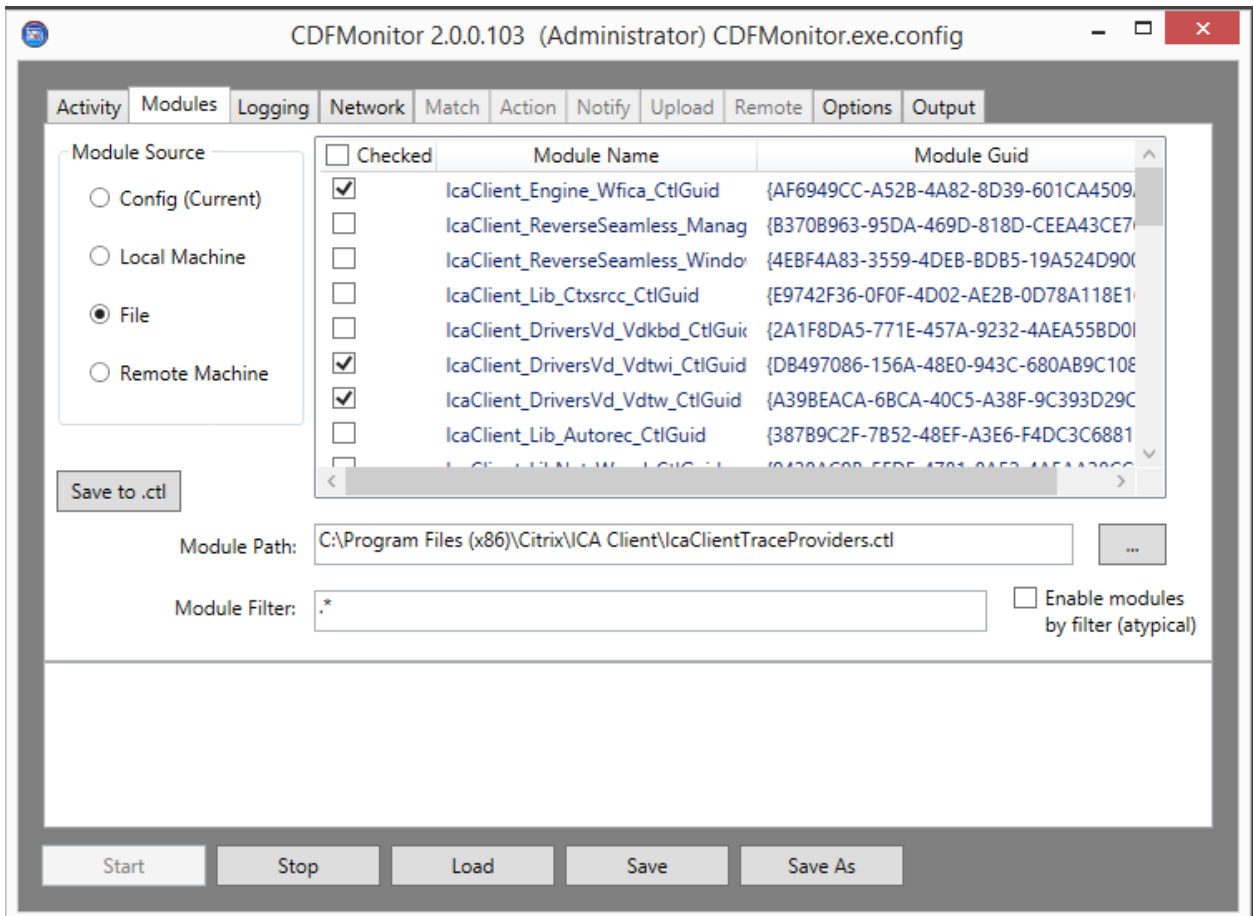 CDFMonitor 2.0.0.103 (Administrator) CDFMonitor.exe.config
Activity Modules Logging Network Match Action Notify Upload Remote Options Output
Module Source
Config (Current)
Local Machine
File
Remote Machine
Save to .ctl
Checked Module Name Module Guid
IcaClient_Engine_Wfica_CtlGuid {AF6949CC-A52B-4A82-8D39-601CA4509
IcaClient_ReverseSeamless_Manag {B370B963-95DA-469D-818D-CEEA43CE7
IcaClient_ReverseSeamless_Windo {4EBF4A83-3559-4DEB-BDB5-19A524D900
IcaClient_Lib_Ctxsrcc_CtlGuid {E9742F36-0F0F-4D02-AE2B-0D78A118E1
IcaClient_DriversVd_Vdkbd_CtlGuid {2A1F8DA5-771E-457A-9232-4AEA55BD0
IcaClient_DriversVd_Vdtwi_CtlGuid {DB497086-156A-48E0-943C-680AB9C108
IcaClient_DriversVd_Vdtw_CtlGuid {A39BEACA-6BCA-40C5-A38F-9C393D29C
IcaClient_Lib_Autorec_CtlGuid {387B9C2F-7B52-48EF-A3E6-F4DC3C6881
Module Path: C:\Program Files (x86)\Citrix\ICA Client\IcaClientTraceProviders.ctl ...
Module Filter: .*
Enable modules
by filter (atypical)
Start Stop Load Save Save As